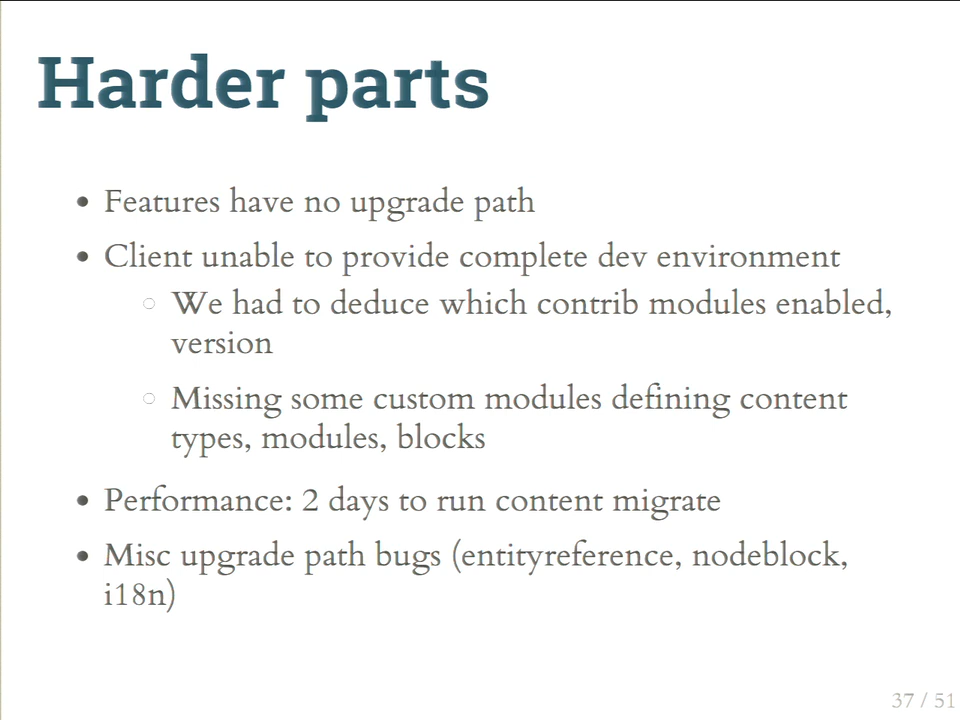 Harder parts
• Features have no upgrade path
• Client unable to provide complete dev environment
○ We had to deduce which contrib modules enabled,
version
○ Missing some custom modules defining content
types, modules, blocks
• Performance: 2 days to run content migrate
• Misc upgrade path bugs (entityreference, nodeblock,
i18n)
37 / 51